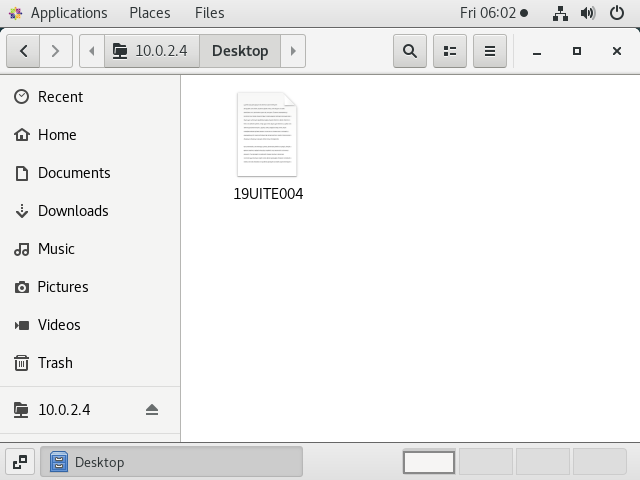 Applications Places Files Fri 06:02
10.0.2.4 Desktop
Recent
Home
Documents
Downloads
Music
Pictures
Videos
Trash
10.0.2.4
19UITE004
Desktop